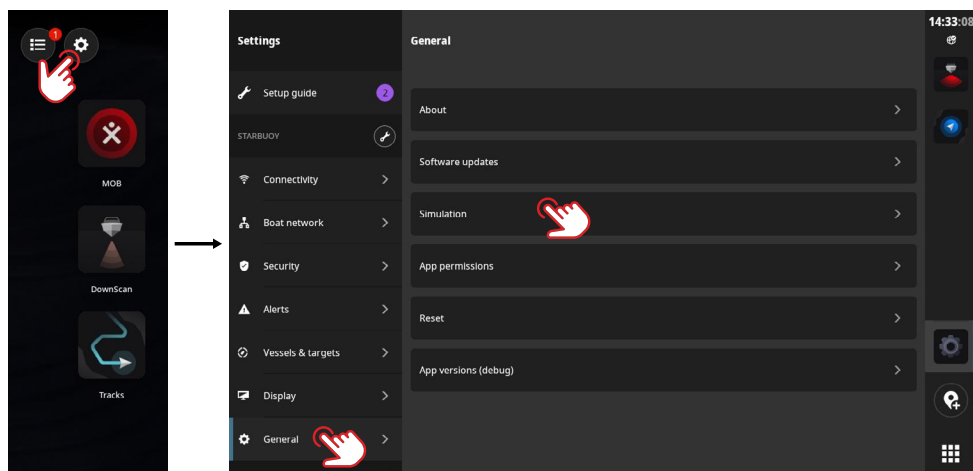 1
MOB
DownScan
Tracks
Settings
Setup guide
2
STARBUOY
Connectivity
Boat network
Security
Alerts
Vessels & targets
Display
General
General
About
Software updates
Simulation
App permissions
Reset
App versions (debug)
14:33:08